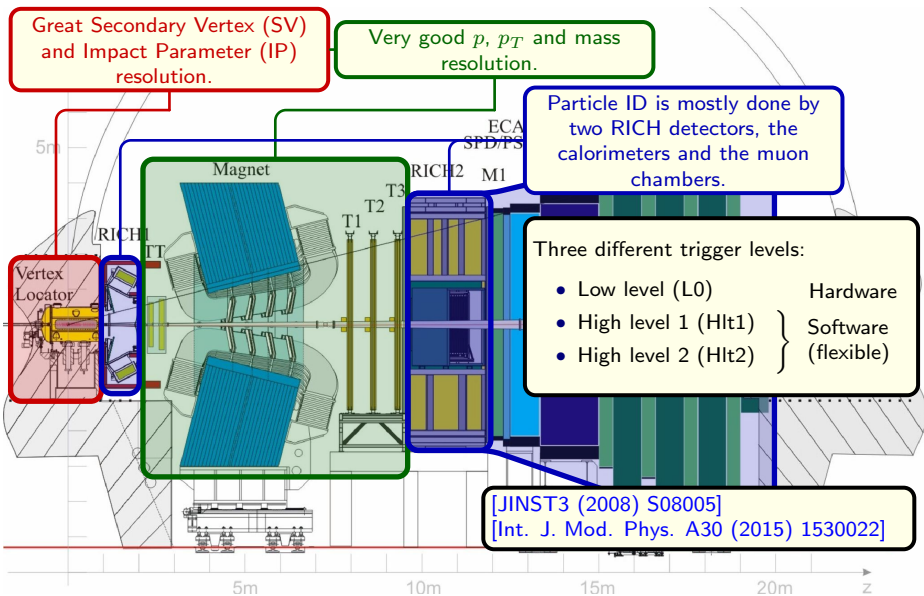 Great Secondary Vertex (SV)
and Impact Parameter (IP)
resolution.
Very good p, p_T and mass
resolution.
Particle ID is mostly done by
two RICH detectors, the
calorimeters and the muon
chambers.
ECA
SPD/PS
5m
Magnet
RICH2
M1
T3
T2
T1
RICH1
TT
Vertex
Locator
Three different trigger levels:
• Low level (L0)
Hardware
• High level 1 (Hlt1)
• High level 2 (Hlt2)
Software
(flexible)
[JINST3 (2008) S08005]
[Int. J. Mod. Phys. A30 (2015) 1530022]
5m
10m
15m
20m
z